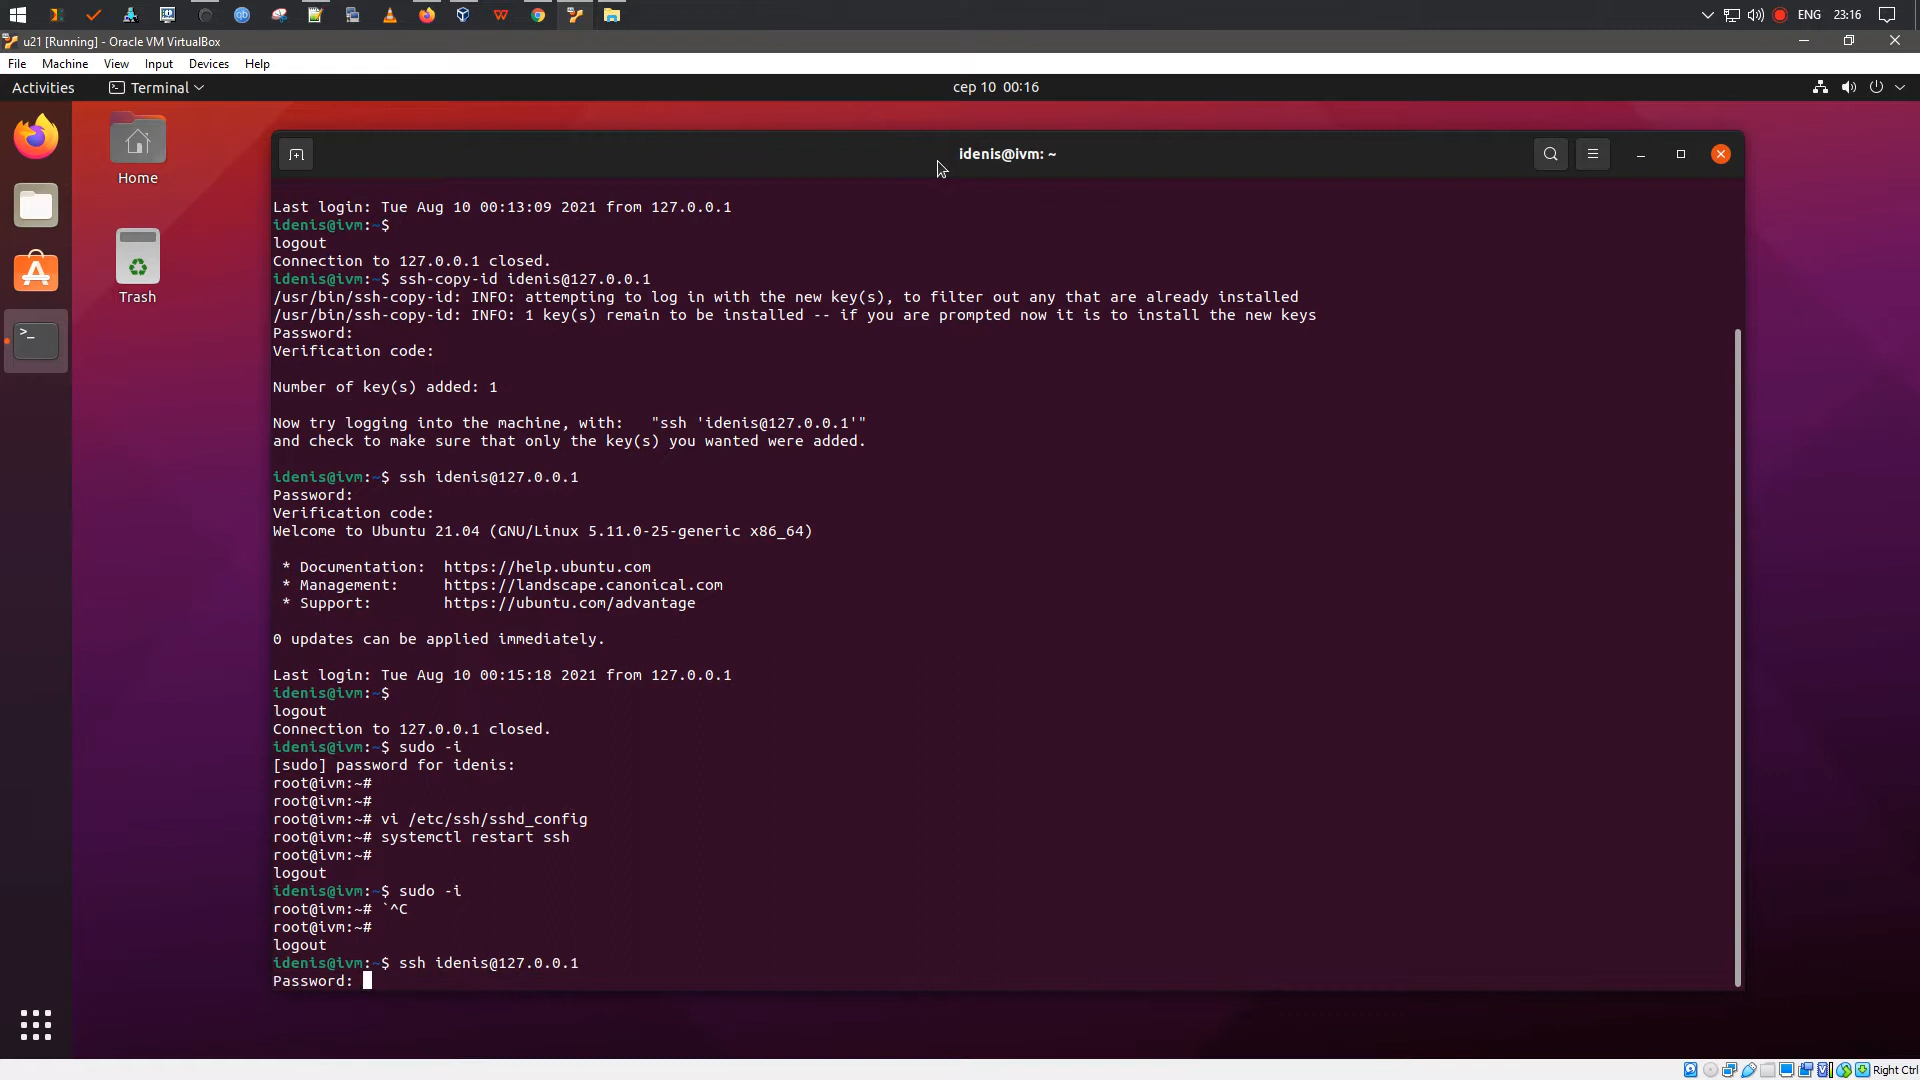 ENG
23:16
u21 [Running] - Oracle VM VirtualBox
File Machine View Input Devices Help
Activities Terminal
сер 10 00:16
Home
Trash
idenis@ivm: ~
Last login: Tue Aug 10 00:13:09 2021 from 127.0.0.1
idenis@ivm:~$
logout
Connection to 127.0.0.1 closed.
idenis@ivm:~$ ssh-copy-id idenis@127.0.0.1
/usr/bin/ssh-copy-id: INFO: attempting to log in with the new key(s), to filter out any that are already installed
/usr/bin/ssh-copy-id: INFO: 1 key(s) remain to be installed -- if you are prompted now it is to install the new keys
Password:
Verification code:
Number of key(s) added: 1
Now try logging into the machine, with:   "ssh 'idenis@127.0.0.1'"
and check to make sure that only the key(s) you wanted were added.
idenis@ivm:~$ ssh idenis@127.0.0.1
Password:
Verification code:
Welcome to Ubuntu 21.04 (GNU/Linux 5.11.0-25-generic x86_64)
* Documentation:  https://help.ubuntu.com
* Management:     https://landscape.canonical.com
* Support:        https://ubuntu.com/advantage
0 updates can be applied immediately.
Last login: Tue Aug 10 00:15:18 2021 from 127.0.0.1
idenis@ivm:~$
logout
Connection to 127.0.0.1 closed.
idenis@ivm:~$ sudo -i
[sudo] password for idenis:
root@ivm:~#
root@ivm:~#
root@ivm:~# vi /etc/ssh/sshd_config
root@ivm:~# systemctl restart ssh
root@ivm:~#
logout
idenis@ivm:~$ sudo -i
root@ivm:~# `^C
root@ivm:~#
logout
idenis@ivm:~$ ssh idenis@127.0.0.1
Password:
Right Ctrl